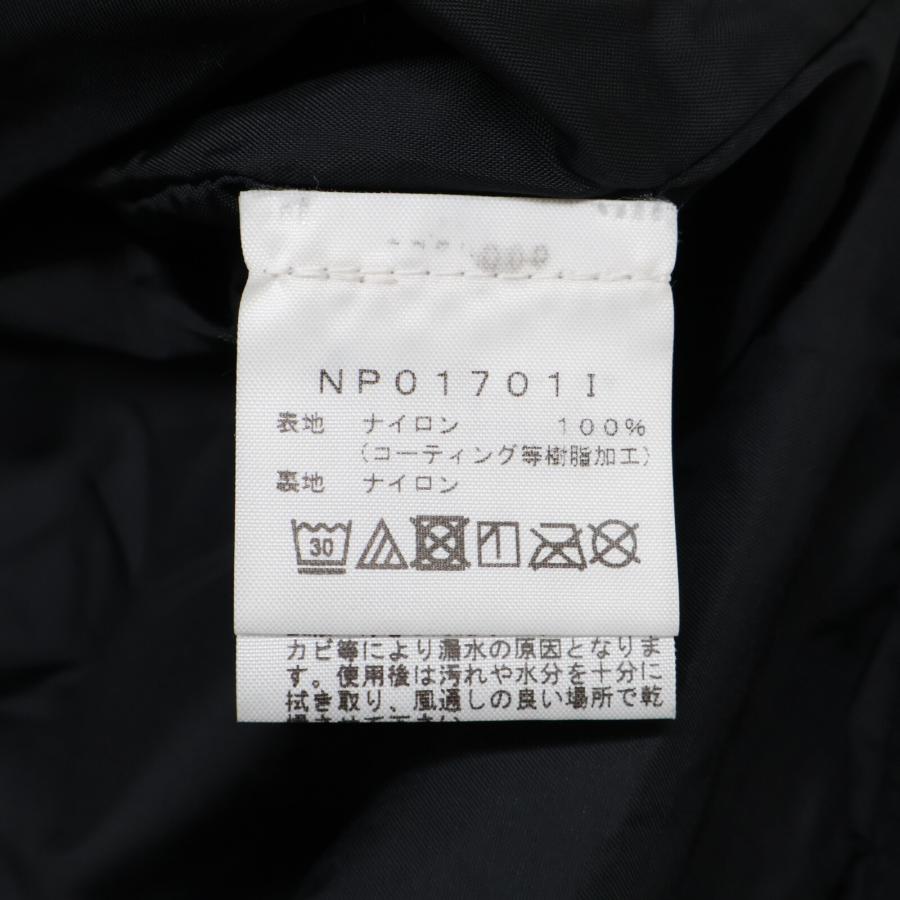 000
NP01701I
表地 ナイロン 100%
(コーティング等樹脂加工)
裏地 ナイロン
30
カビ等により漏水の原因となりま
す。使用後は汚れや水分を十分に
拭き取り、風通しの良い場所で乾